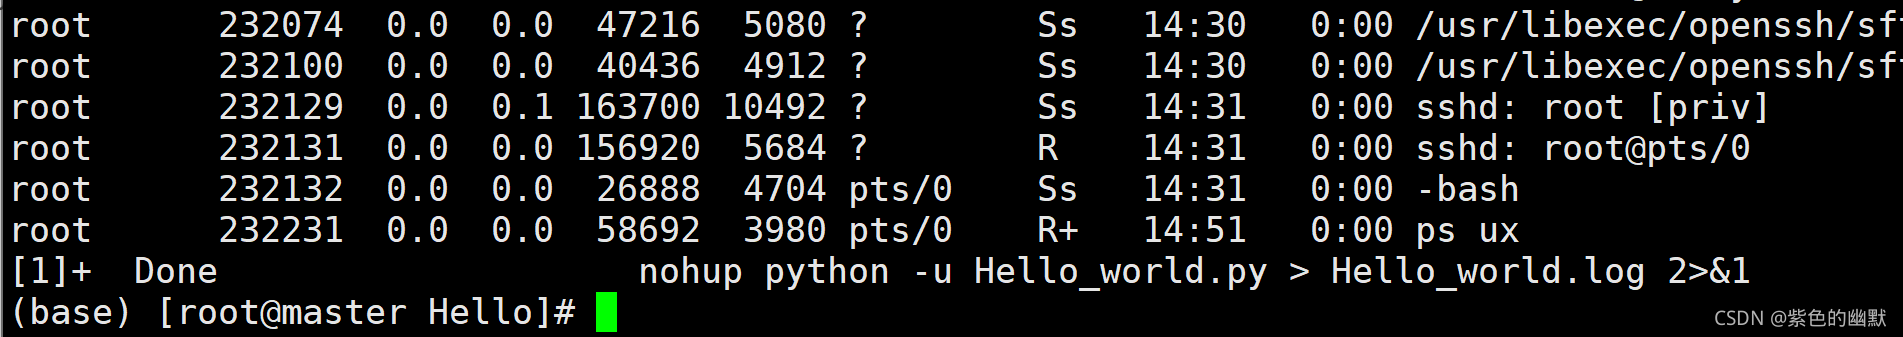 root 232074 0.0 0.0 47216 5080 ? Ss 14:30 0:00 /usr/libexec/openssh/sf
root 232100 0.0 0.0 40436 4912 ? Ss 14:30 0:00 /usr/libexec/openssh/sf
root 232129 0.0 0.1 163700 10492 ? Ss 14:31 0:00 sshd: root [priv]
root 232131 0.0 0.0 156920 5684 ? R 14:31 0:00 sshd: root@pts/0
root 232132 0.0 0.0 26888 4704 pts/0 Ss 14:31 0:00 -bash
root 232231 0.0 0.0 58692 3980 pts/0 R+ 14:51 0:00 ps ux
[1]+ Done nohup python -u Hello_world.py > Hello_world.log 2>&1
(base) [root@master Hello]#
CSDN @紫色的幽默